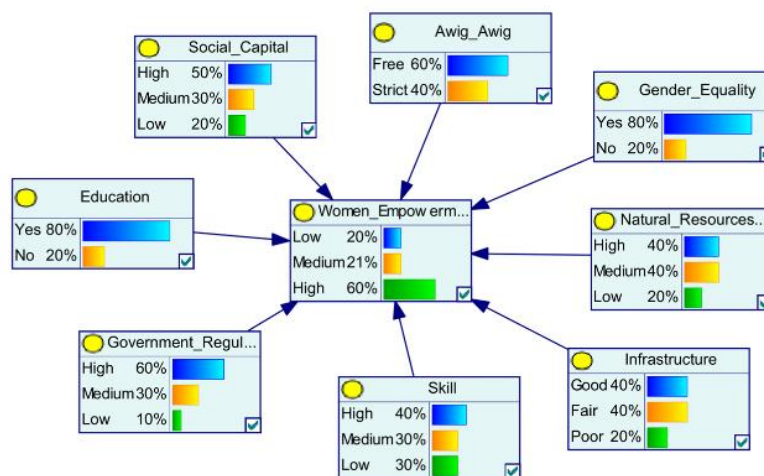 Social_Capital
High 50%
Medium 30%
Low 20%
Awig_Awig
Free 60%
Strict 40%
Gender_Equality
Yes 80%
No 20%
Education
Yes 80%
No 20%
Women_Empow erm...
Low 20%
Medium 21%
High 60%
Natural_Resources...
High 40%
Medium 40%
Low 20%
Government_Regul...
High 60%
Medium 30%
Low 10%
Skill
High 40%
Medium 30%
Low 30%
Infrastructure
Good 40%
Fair 40%
Poor 20%